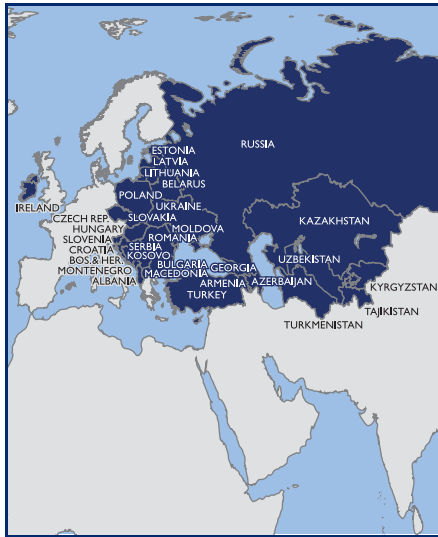 RUSSIA
ESTONIA
LATVIA
LITHUANIA
BELARUS
POLAND
UKRAINE
IRELAND
CZECH REP.
SLOVAKIA
KAZAKHSTAN
HUNGARY
MOLDOVA
SLOVENIA
ROMANIA
CROATIA
SERBIA
BOS.& HER.
KOSOVO
UZBEKISTAN
MONTENEGRO
BULGARIA
GEORGIA
ALBANIA
MACEDONIA
ARMENIA
AZERBAIJAN
KYRGYZSTAN
TURKEY
TAJIKISTAN
TURKMENISTAN